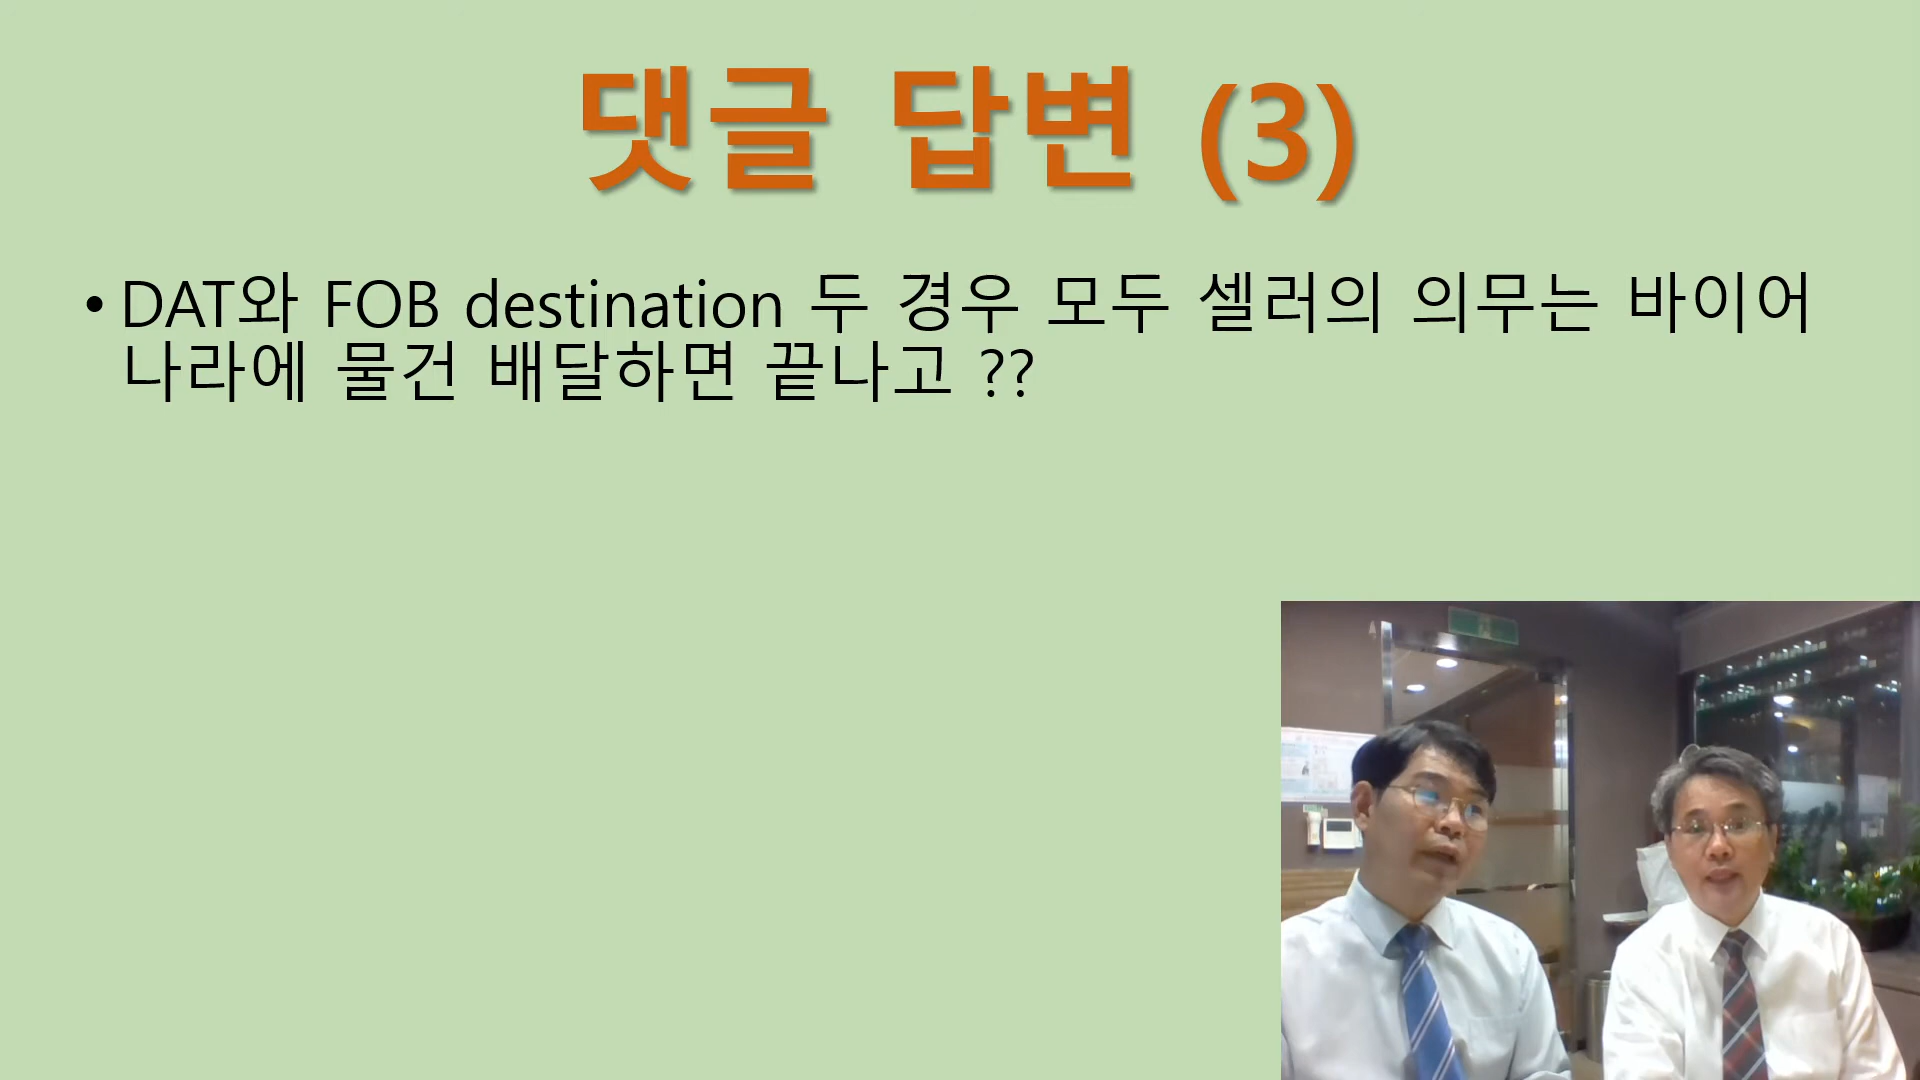 댓글 답변 (3)
• DAT와 FOB destination 두 경우 모두 셀러의 의무는 바이어
나라에 물건 배달하면 끝나고 ??